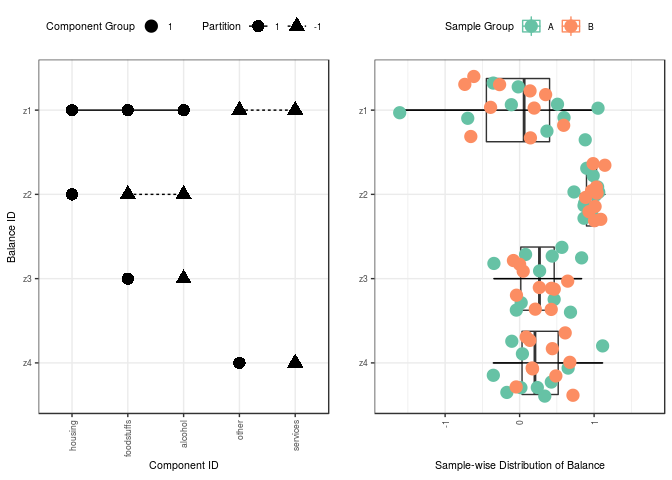 Component Group 1 Partition 1 -1
Sample Group A B
z1
z2
z3
z4
Balance ID
housing
foodstuffs
alcohol
other
services
Component ID
z1
z2
z3
z4
-1
0
1
Sample-wise Distribution of Balance